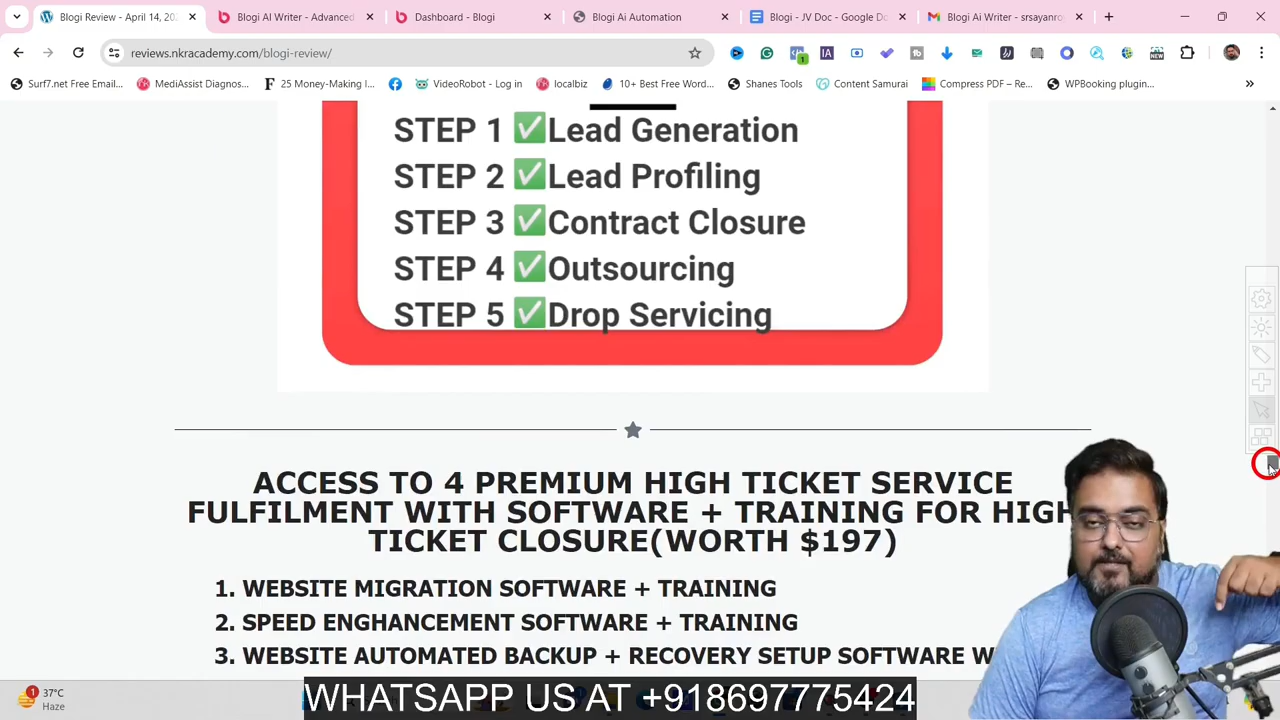 Blogi Review - April 14, 202
Blogi AI Writer - Advanced
Dashboard - Blogi
Blogi Ai Automation
Blogi - JV Doc - Google Do
Blogi Ai Writer - srsayanro
reviews.nkracademy.com/blogi-review/
Surf7.net Free Email...
MediAssist Diagnos...
25 Money-Making I...
VideoRobot - Log in
localbiz
10+ Best Free Word...
Shanes Tools
Content Samurai
Compress PDF – Re...
WPBooking plugin,...
STEP 1 ✅Lead Generation
STEP 2 ✅Lead Profiling
STEP 3 ✅Contract Closure
STEP 4 ✅Outsourcing
STEP 5 ✅Drop Servicing
ACCESS TO 4 PREMIUM HIGH TICKET SERVICE
FULFILMENT WITH SOFTWARE + TRAINING FOR HIGH
TICKET CLOSURE(WORTH $197)
1. WEBSITE MIGRATION SOFTWARE + TRAINING
2. SPEED ENGHANCEMENT SOFTWARE + TRAINING
3. WEBSITE AUTOMATED BACKUP + RECOVERY SETUP SOFTWARE W
1
37°C
Haze
WHATSAPP US AT +918697775424